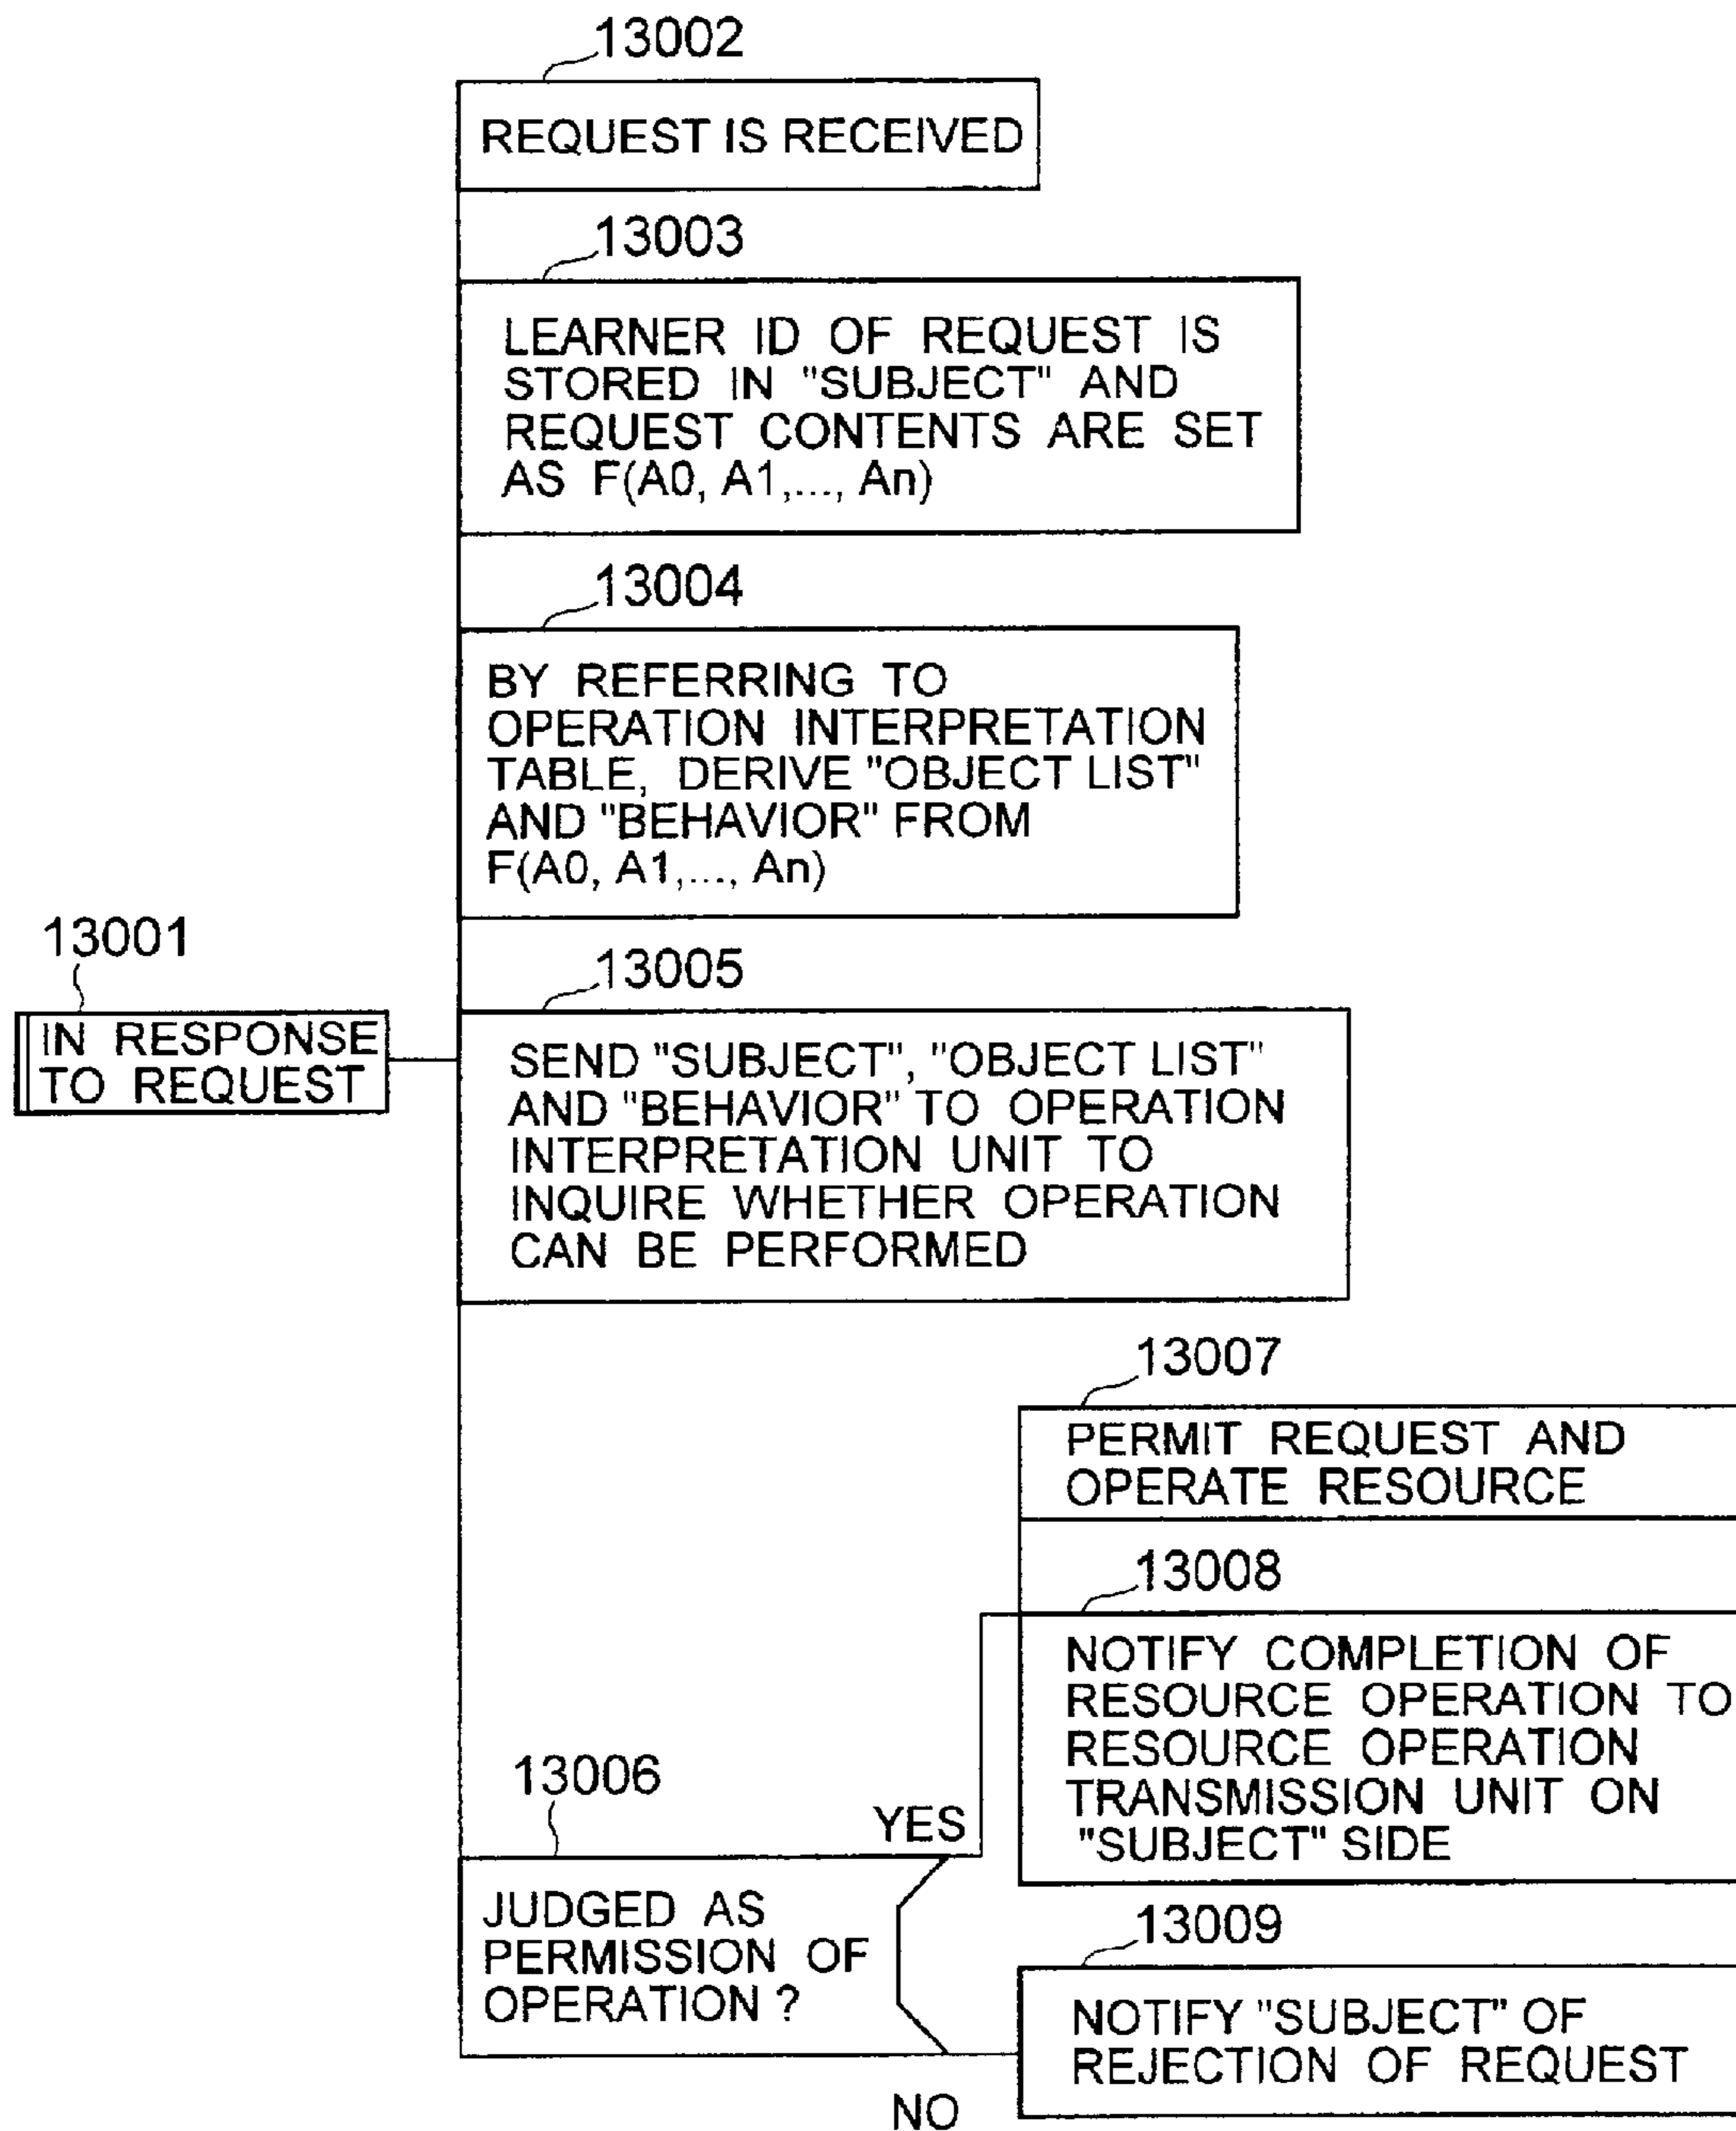 13002
REQUEST IS RECEIVED
13003
LEARNER ID OF REQUEST IS
STORED IN "SUBJECT" AND
REQUEST CONTENTS ARE SET
AS F(A0, A1,..., An)
13004
BY REFERRING TO
OPERATION INTERPRETATION
TABLE, DERIVE "OBJECT LIST"
AND "BEHAVIOR" FROM
F(A0, A1,..., An)
13001
IN RESPONSE
TO REQUEST
13005
SEND "SUBJECT", "OBJECT LIST"
AND "BEHAVIOR" TO OPERATION
INTERPRETATION UNIT TO
INQUIRE WHETHER OPERATION
CAN BE PERFORMED
13007
PERMIT REQUEST AND
OPERATE RESOURCE
13008
NOTIFY COMPLETION OF
RESOURCE OPERATION TO
RESOURCE OPERATION
TRANSMISSION UNIT ON
"SUBJECT" SIDE
13006
YES
JUDGED AS
PERMISSION OF
OPERATION ?
13009
NOTIFY "SUBJECT" OF
REJECTION OF REQUEST
NO